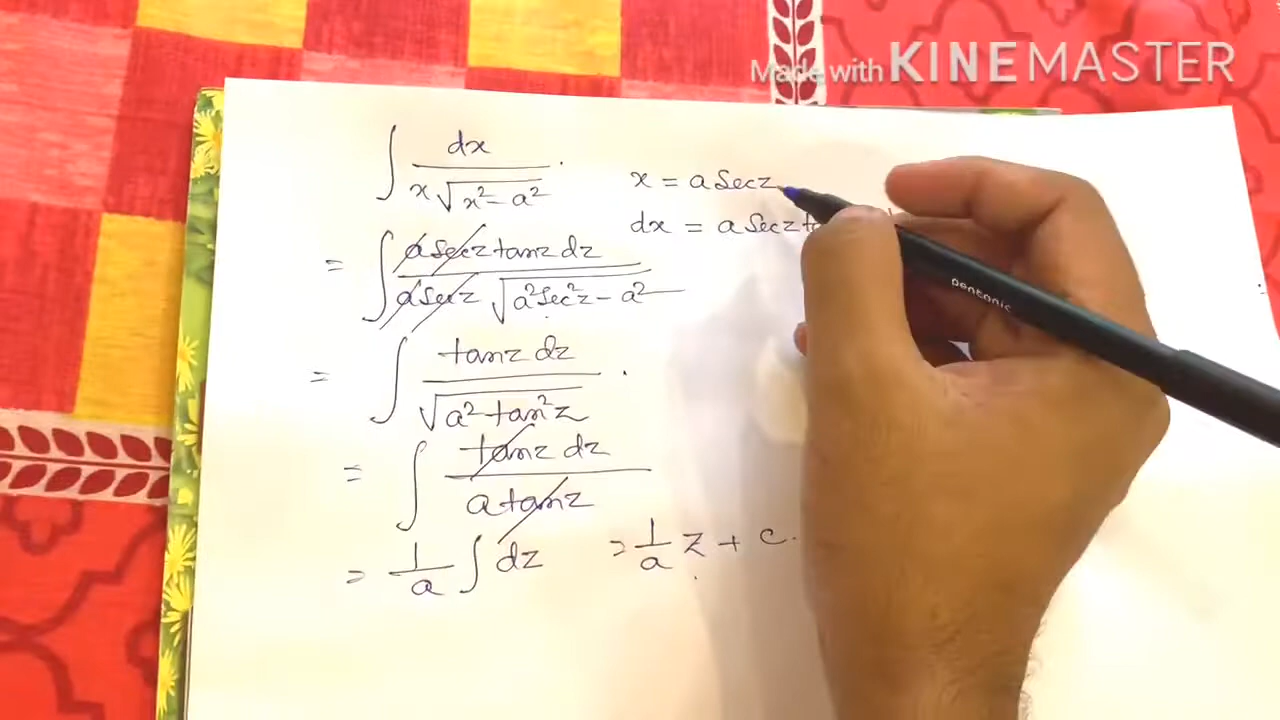 Made with KINEMASTER
∫ dx / x√(x² - a²) .
x = a Sec z
dx = a Sec z
= ∫ a Sec z tan z dz / a Sec z √(a² Sec² z - a²)
= ∫ tan z dz / √(a² tan² z) .
= ∫ tan z dz / a tan z
= 1/a ∫ dz = 1/a z + c.
pentonic